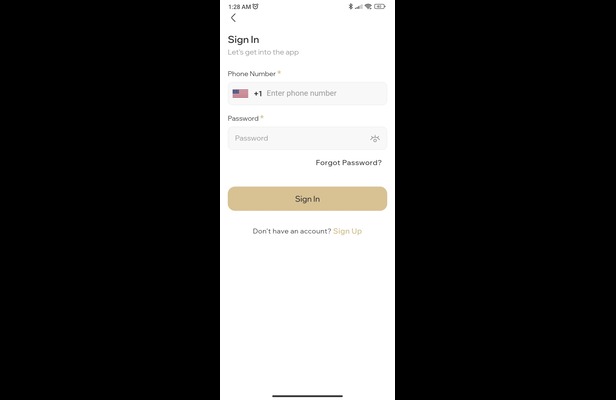 1:28 AM
Sign In
Let's get into the app
Phone Number *
+1 Enter phone number
Password *
Password
Forgot Password?
Sign In
Don't have an account? Sign Up